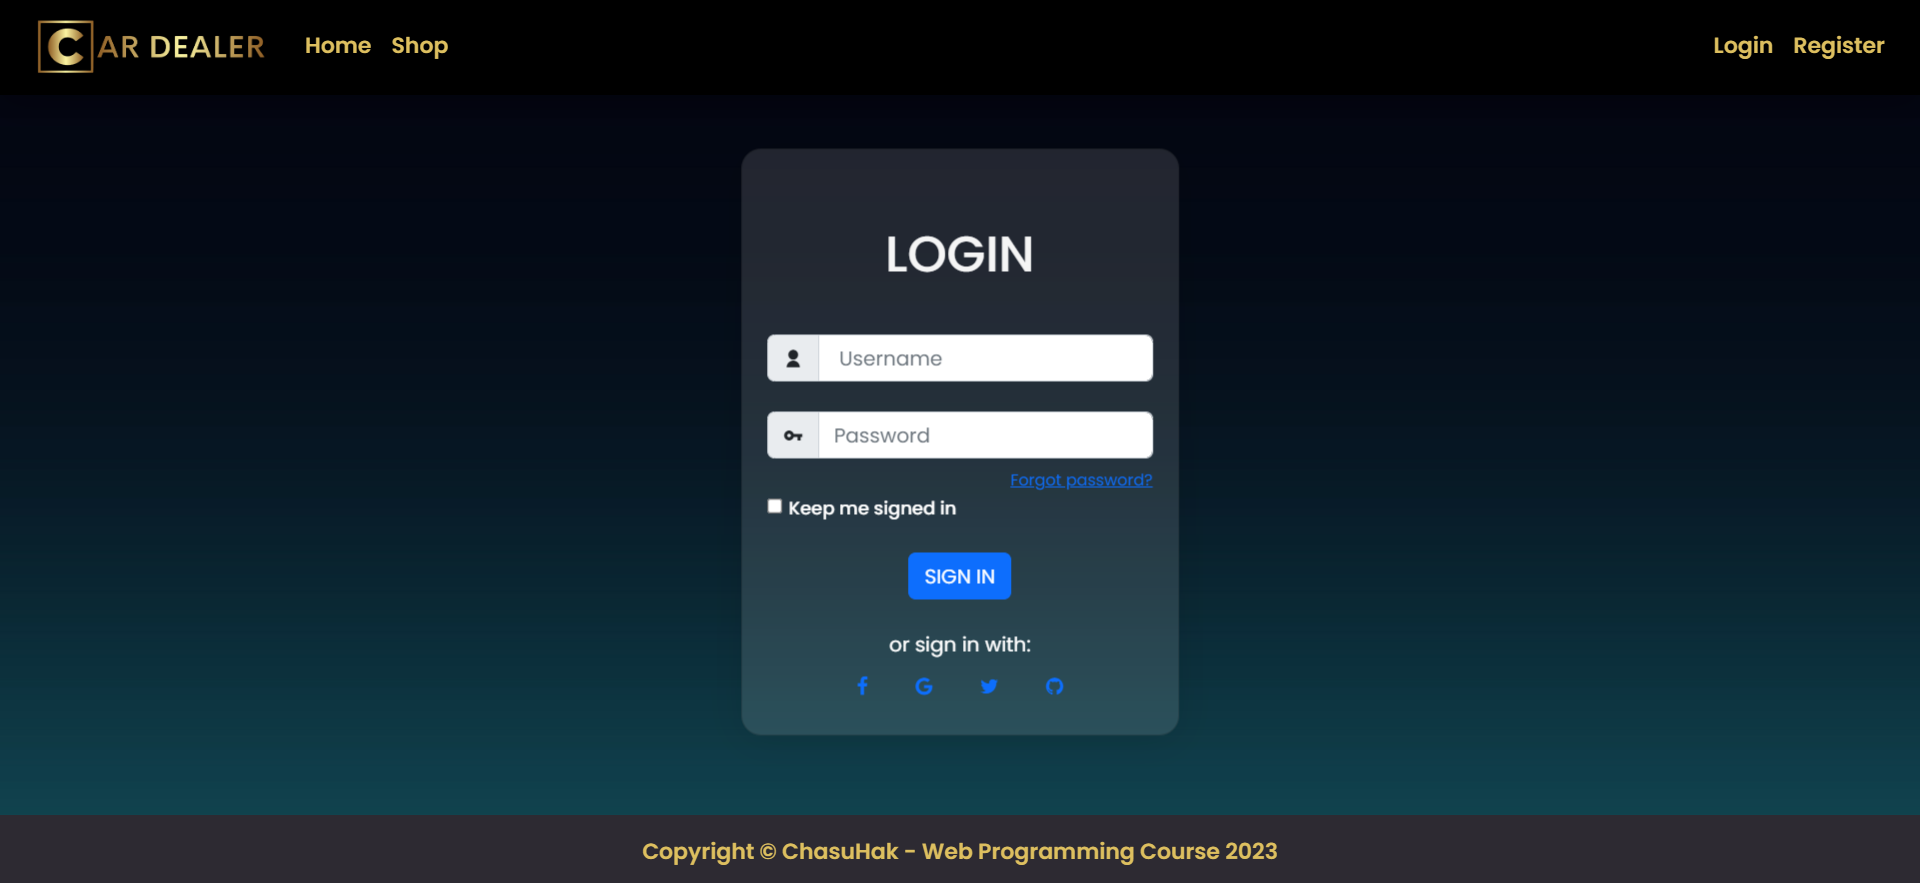 CAR DEALER
Home
Shop
Login
Register
LOGIN
Username
Password
Forgot password?
Keep me signed in
SIGN IN
or sign in with:
Copyright © ChasuHak - Web Programming Course 2023